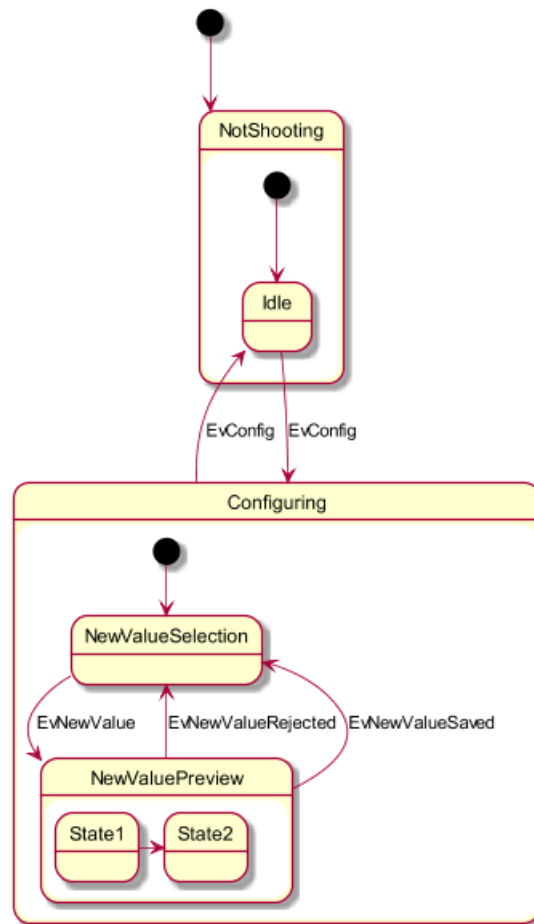 NotShooting
Idle
EvConfig EvConfig
Configuring
NewValueSelection
EvNewValue EvNewValueRejected EvNewValueSaved
NewValuePreview
State1 State2